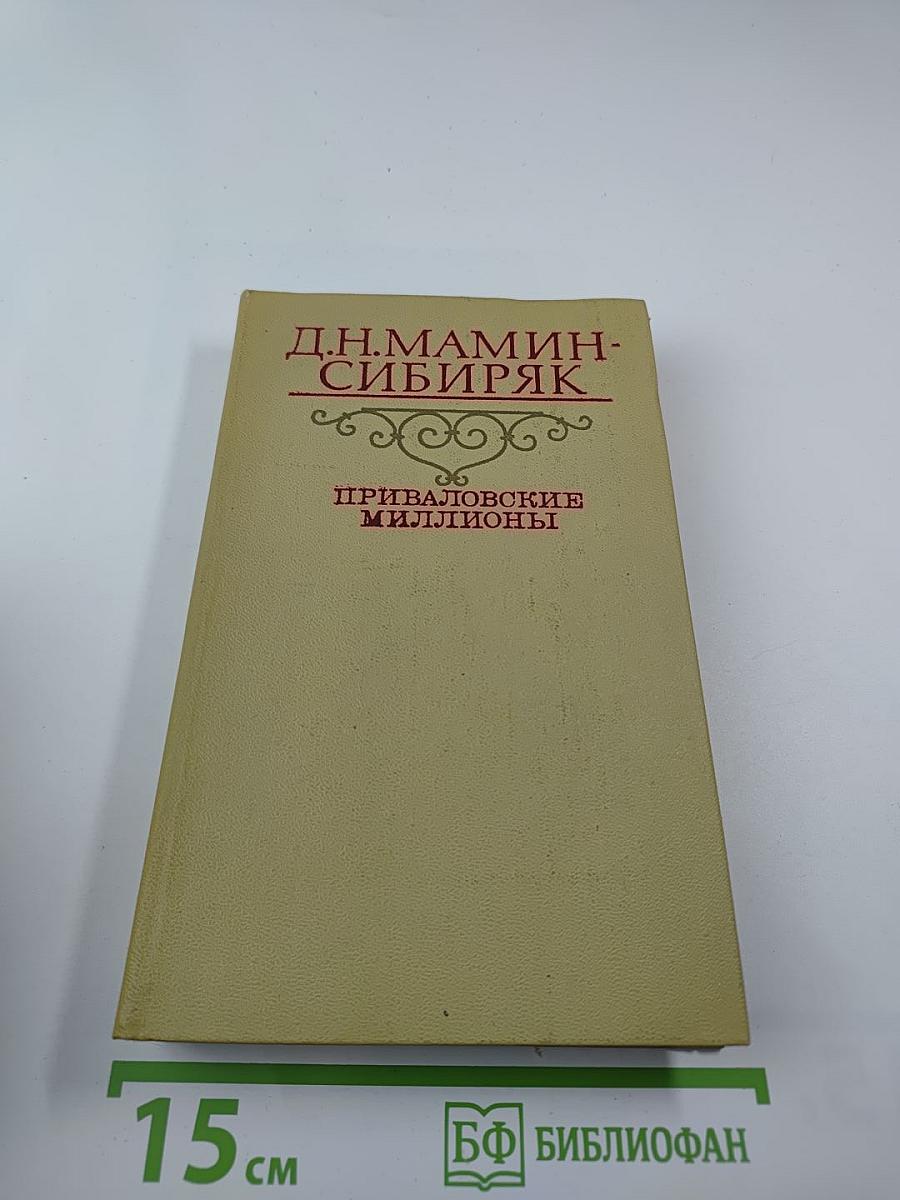 Д.Н.МАМИН-
СИБИРЯК
ПРИВАЛОВСКИЕ
МИЛЛИОНЫ
15 см
БФ БИБЛИОФАН